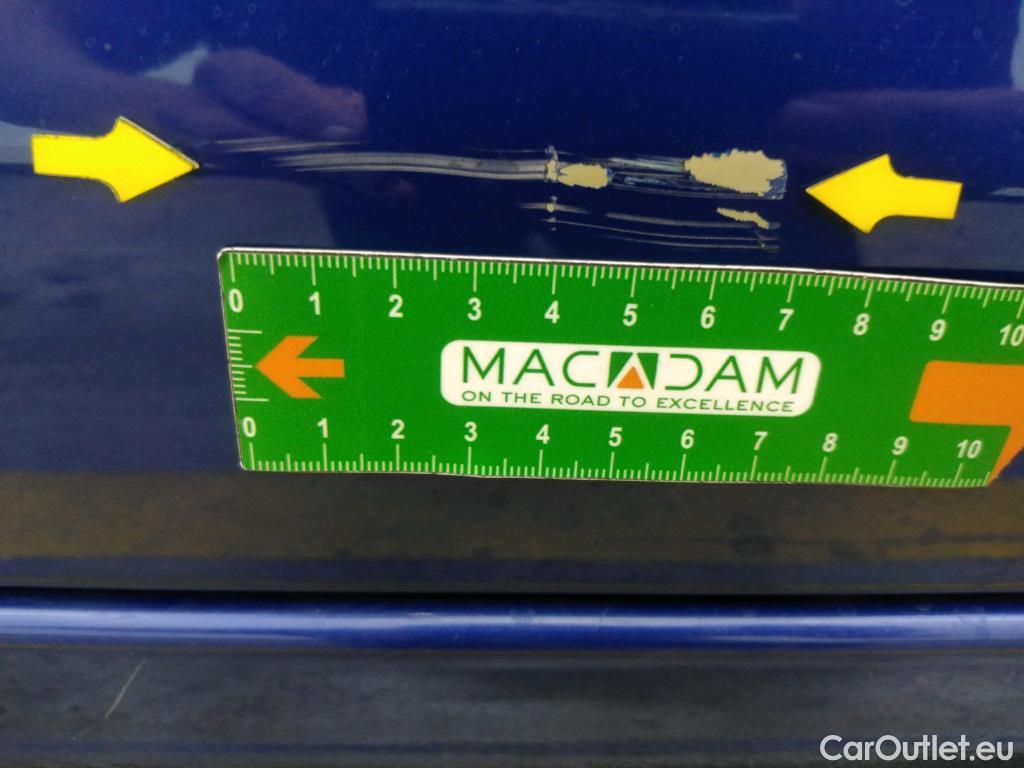 0 1 2 3 4 5 6 7 8 9 10
MACADAM
ON THE ROAD TO EXCELLENCE
0 1 2 3 4 5 6 7 8 9 10
CarOutlet.eu